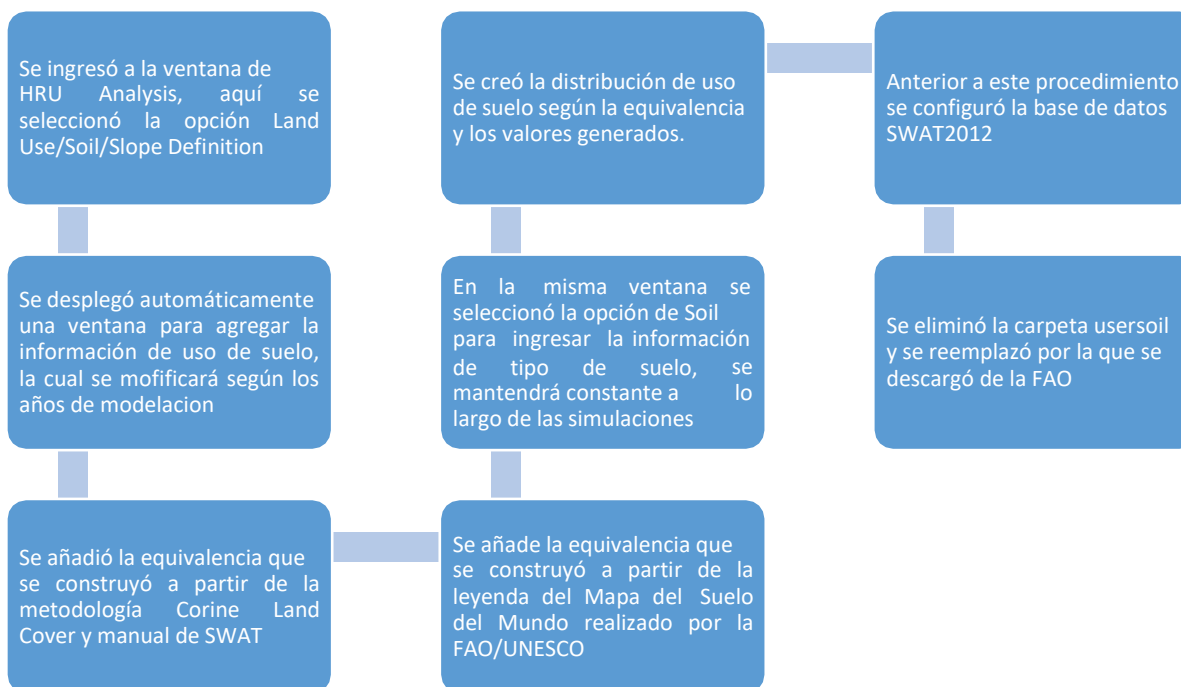 Se ingresó a la ventana de
HRU Analysis, aquí se
seleccionó la opción Land
Use/Soil/Slope Definition
Se desplegó automáticamente
una ventana para agregar la
información de uso de suelo,
la cual se mofificará según los
años de modelacion
Se añadió la equivalencia que
se construyó a partir de la
metodología Corine Land
Cover y manual de SWAT
Se añade la equivalencia que
se construyó a partir de la
leyenda del Mapa del Suelo
del Mundo realizado por la
FAO/UNESCO
En la misma ventana se
seleccionó la opción de Soil
para ingresar la información
de tipo de suelo, se
mantendrá constante a lo
largo de las simulaciones
Se creó la distribución de uso
de suelo según la equivalencia
y los valores generados.
Anterior a este procedimiento
se configuró la base de datos
SWAT2012
Se eliminó la carpeta usersoil
y se reemplazó por la que se
descargó de la FAO